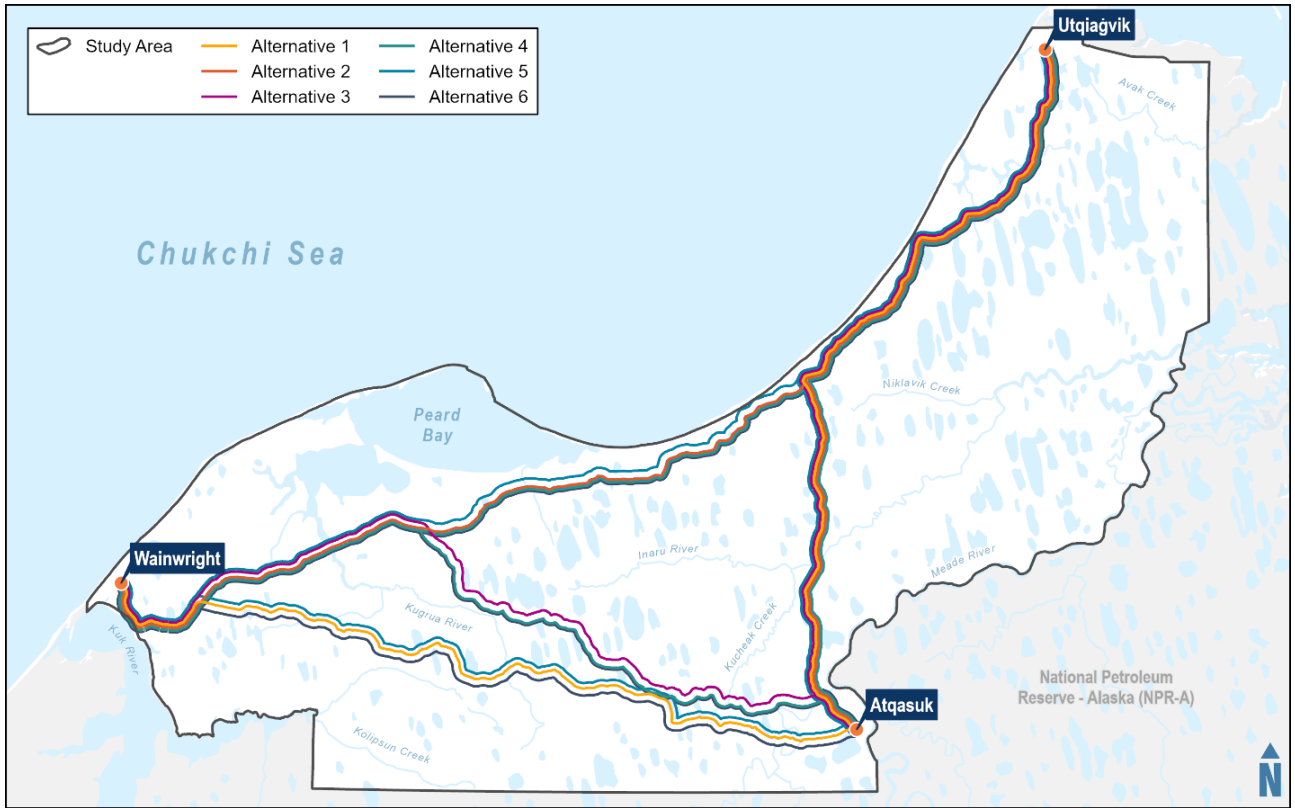 Utqiaġvik
Study Area
Alternative 1
Alternative 4
Alternative 2
Alternative 5
Alternative 3
Alternative 6
Avak Creek
Chukchi Sea
Niklavik Creek
Peard
Bay
Inaru River
Meade River
Wainwright
Kugrua River
Kucheak Creek
Kuk River
National Petroleum
Reserve - Alaska (NPR-A)
Atqasuk
Kolipsun Creek
N